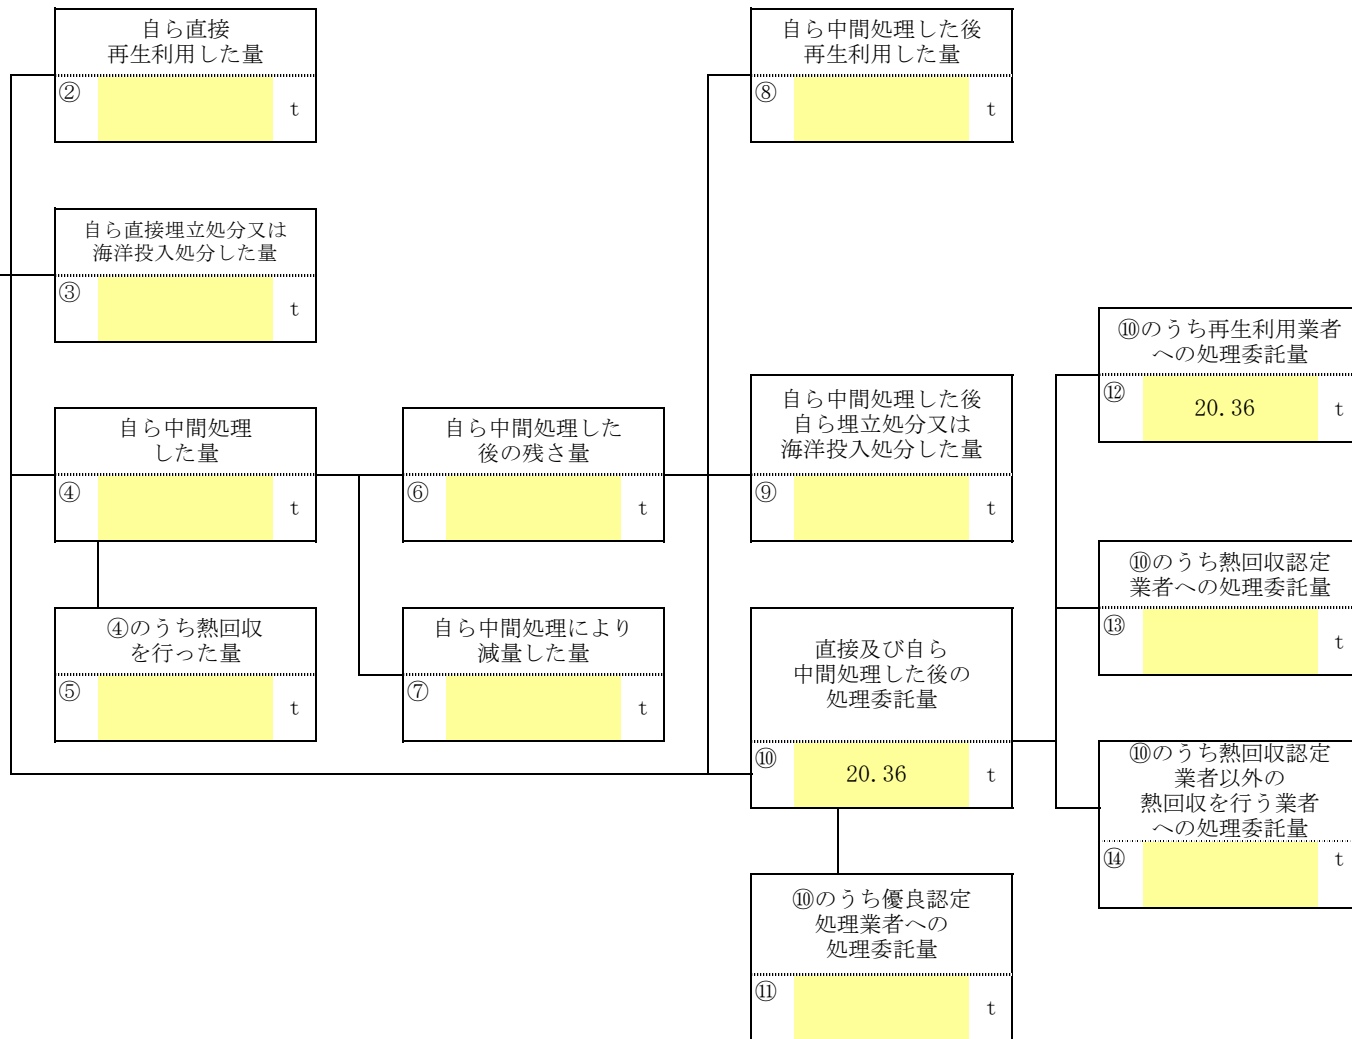 自ら直接
再生利用した量
②
t
自ら中間処理した後
再生利用した量
⑧
t
自ら直接埋立処分又は
海洋投入処分した量
③
t
⑩のうち再生利用業者
への処理委託量
⑫
20.36
t
自ら中間処理
した量
④
t
自ら中間処理した
後の残さ量
⑥
t
自ら中間処理した後
自ら埋立処分又は
海洋投入処分した量
⑨
t
⑩のうち熱回収認定
業者への処理委託量
⑬
t
④のうち熱回収
を行った量
⑤
t
自ら中間処理により
減量した量
⑦
t
直接及び自ら
中間処理した後の
処理委託量
⑩
20.36
t
⑩のうち熱回収認定
業者以外の
熱回収を行う業者
への処理委託量
⑭
t
⑩のうち優良認定
処理業者への
処理委託量
⑪
t